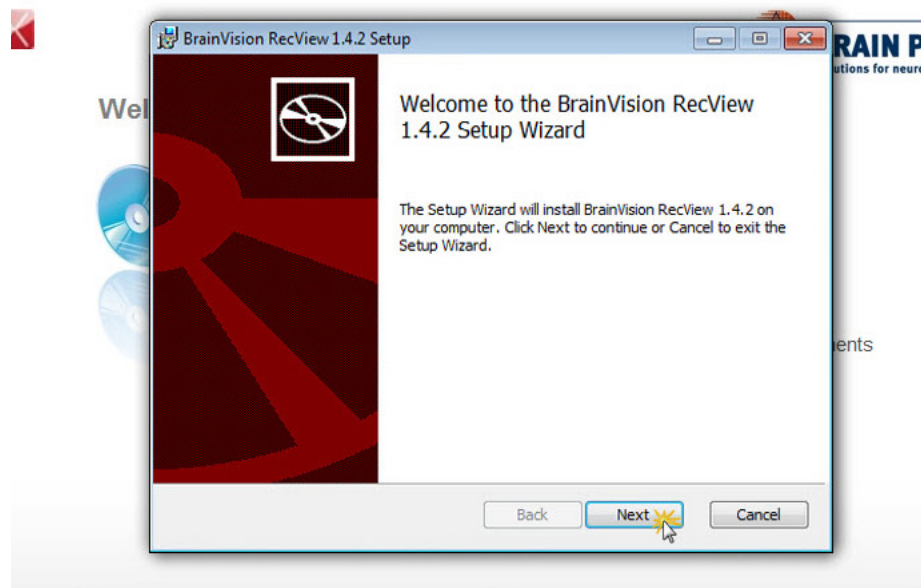 BrainVision RecView 1.4.2 Setup
RAIN P
utions for neuro
Wel
Welcome to the BrainVision RecView
1.4.2 Setup Wizard
The Setup Wizard will install BrainVision RecView 1.4.2 on
your computer. Click Next to continue or Cancel to exit the
Setup Wizard.
ents
Back
Next
Cancel